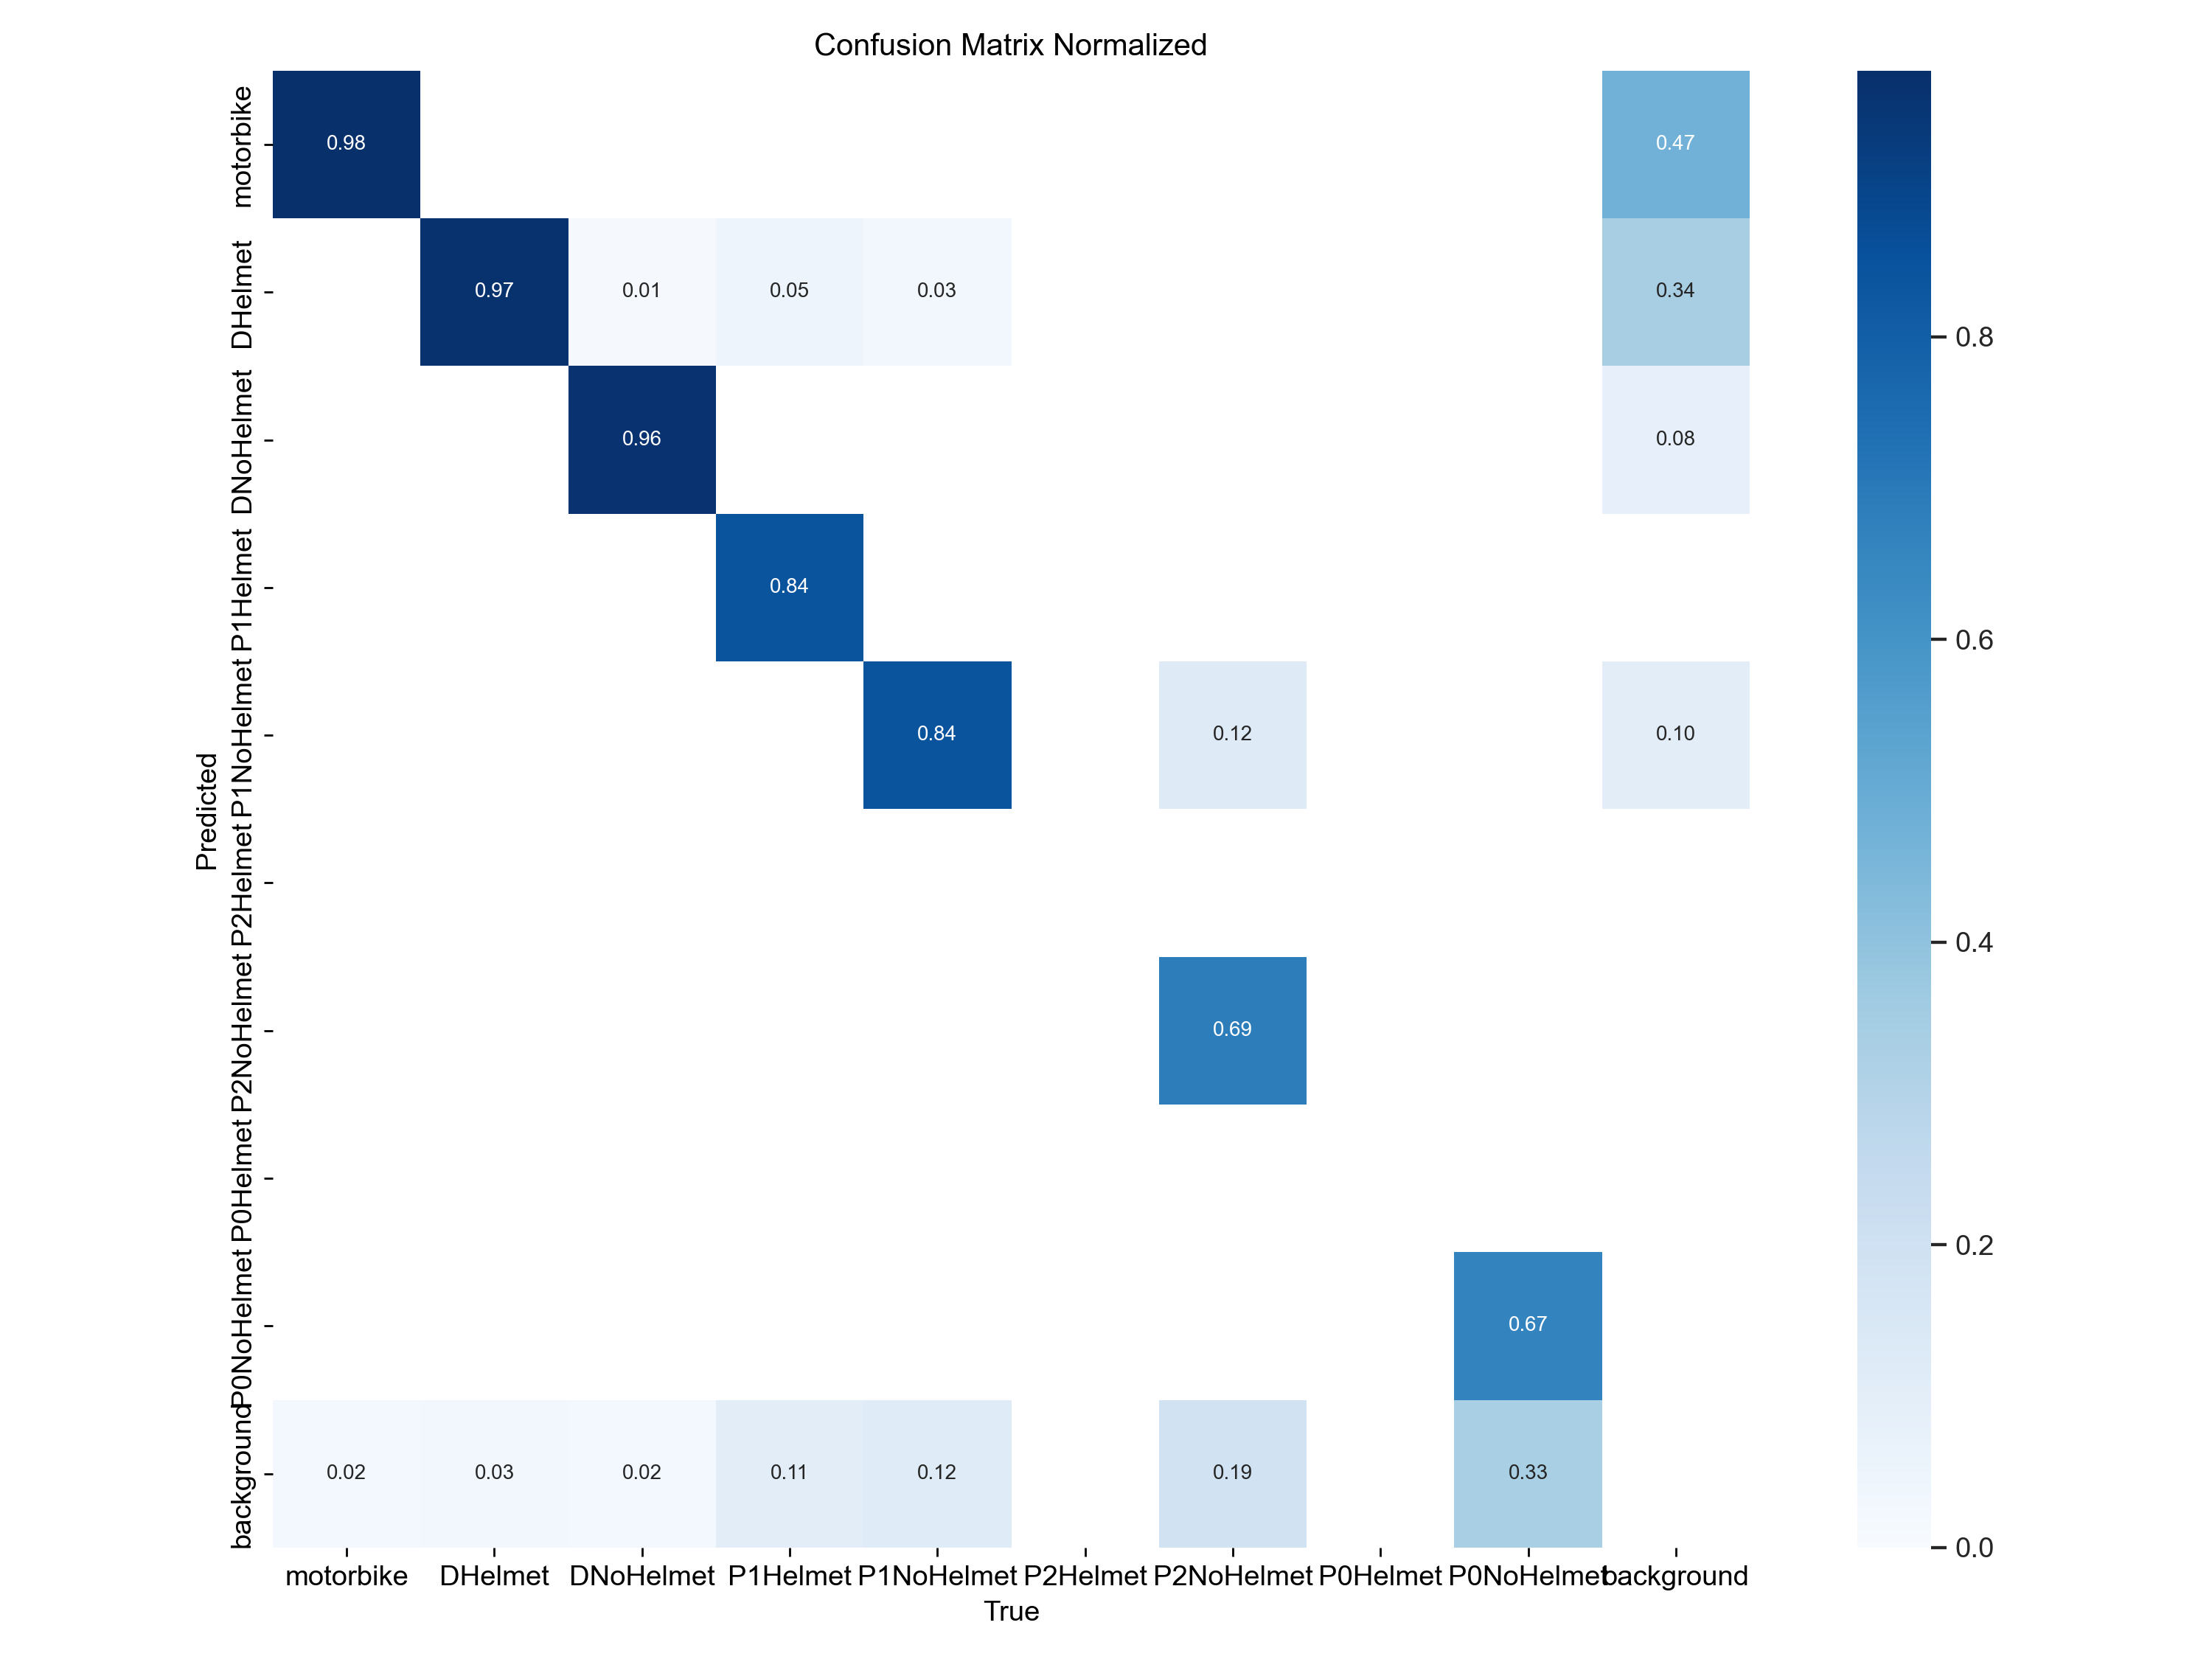 Confusion Matrix Normalized
motorbike
0.98
0.47
DHelmet
0.97
0.01
0.05
0.03
0.34
0.8
DNoHelmet
0.96
0.08
P1Helmet
0.84
0.6
P1NoHelmet
0.84
0.12
0.10
Predicted
P2Helmet
0.4
P2NoHelmet
0.69
P0Helmet
0.2
P0NoHelmet
0.67
background
0.02
0.03
0.02
0.11
0.12
0.19
0.33
0.0
motorbike
DHelmet
DNoHelmet
P1Helmet
P1NoHelmet
P2Helmet
P2NoHelmet
P0Helmet
P0NoHelmet
background
True